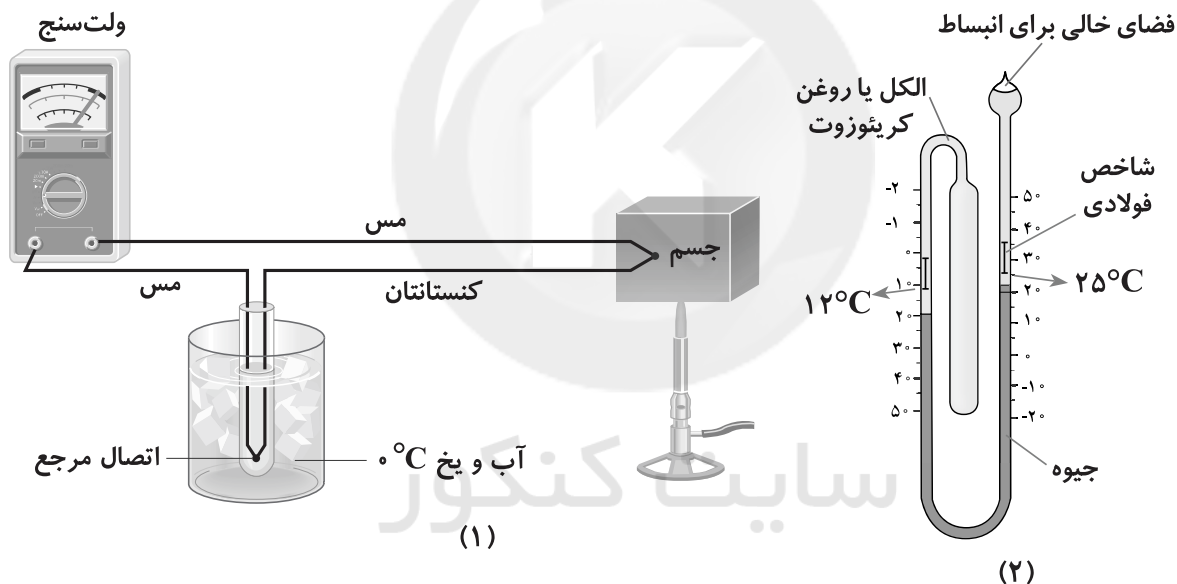 ولت‌سنج
مس
مس
کنستانتان
جسم
اتصال مرجع
آب و یخ ۰°C
(۱)
فضای خالی برای انبساط
الکل یا روغن
کریئوزوت
شاخص
فولادی
-۲
-۱
۰
۱۰
۲۰
۳۰
۴۰
۵۰
۱۲°C
۵۰
۴۰
۳۰
۲۰
۱۰
۰
-۱۰
-۲۰
۲۵°C
جیوه
(۲)
سایت کنکور